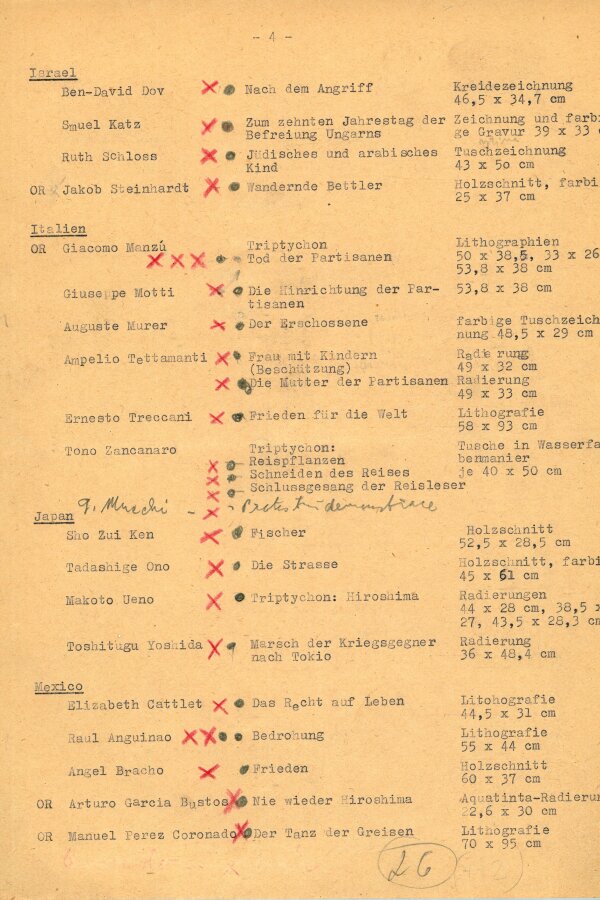 - 4 -
Israel
Ben-David Dov Nach dem Angriff Kreidezeichnung
46,5 x 34,7 cm
Smuel Katz Zum zehnten Jahrestag der Zeichnung und farbi
Befreiung Ungarns ge Gravur 39 x 33
Ruth Schloss Jüdisches und arabisches Tuschzeichnung
Kind 43 x 50 cm
OR Jakob Steinhardt Wandernde Bettler Holzschnitt, farbi
25 x 37 cm
Italien
OR Giacomo Manzú Triptychon Lithographien
Tod der Partisanen 50 x 38,5, 33 x 26
53,8 x 38 cm
Giuseppe Motti Die Hinrichtung der Par- 53,8 x 38 cm
tisanen
Auguste Murer Der Erschossene farbige Tuschzeich
nung 48,5 x 29 cm
Ampelio Tettamanti Frau mit Kindern Radierung
(Beschützung) 49 x 32 cm
Die Mutter der Partisanen Radierung
49 x 33 cm
Ernesto Treccani Frieden für die Welt Lithografie
58 x 93 cm
Tono Zancanaro Triptychon: Tusche in Wasserfa
Reispflanzen benmanier
Schneiden des Reises je 40 x 50 cm
Schlussgesang der Reisleser
G. Mucchi -
Japan
Sho Zui Ken Fischer Holzschnitt
52,5 x 28,5 cm
Tadashige Ono Die Strasse Holzschnitt, farbi
45 x 61 cm
Makoto Ueno Triptychon: Hiroshima Radierungen
44 x 28 cm, 38,5 x
27, 43,5 x 28,3 cm
Toshitugu Yoshida Marsch der Kriegsgegner Radierung
nach Tokio 36 x 48,4 cm
Mexico
Elizabeth Cattlet Das Recht auf Leben Litohografie
44,5 x 31 cm
Raul Anguinao Bedrohung Lithografie
55 x 44 cm
Angel Bracho Frieden Holzschnitt
60 x 37 cm
OR Arturo Garcia Bustos Nie wieder Hiroshima Aquatinta-Radierun
22,6 x 30 cm
OR Manuel Perez Coronado Der Tanz der Greisen Lithografie
70 x 95 cm
26